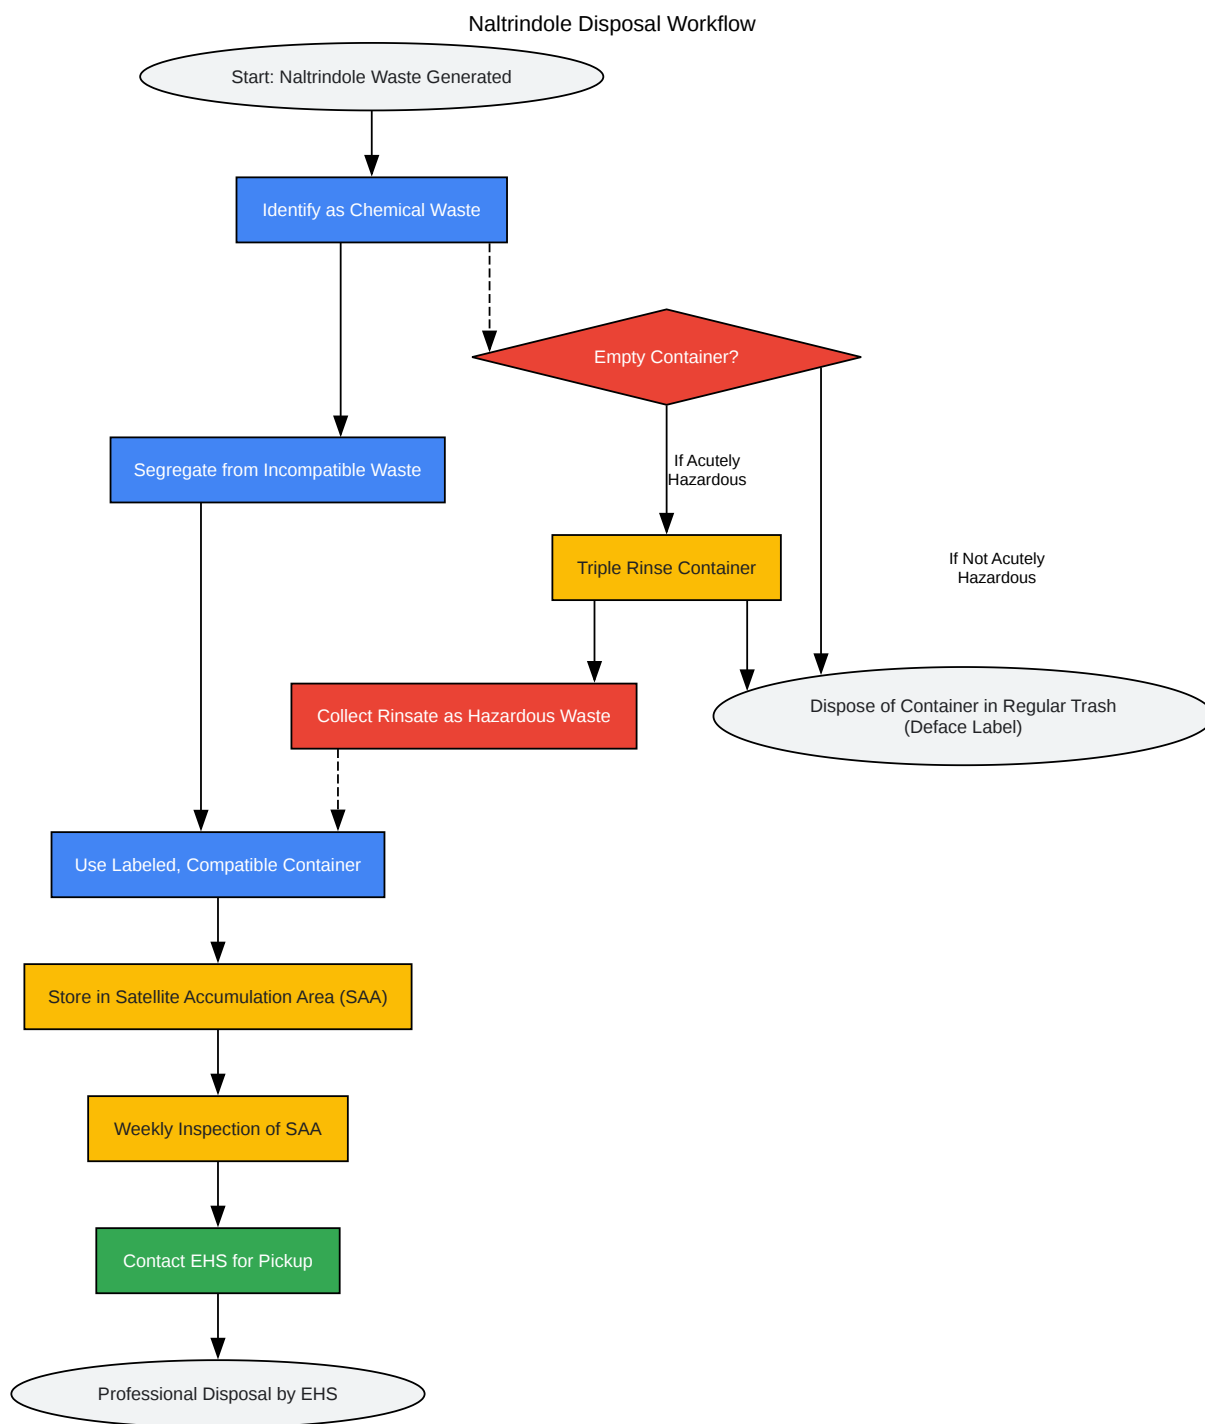 Naltrindole Disposal Workflow
Start: Naltrindole Waste Generated
Identify as Chemical Waste
Empty Container?
If Acutely
Hazardous
Segregate from Incompatible Waste
If Not Acutely
Hazardous
Triple Rinse Container
Collect Rinsate as Hazardous Waste
Dispose of Container in Regular Trash
(Deface Label)
Use Labeled, Compatible Container
Store in Satellite Accumulation Area (SAA)
Weekly Inspection of SAA
Contact EHS for Pickup
Professional Disposal by EHS